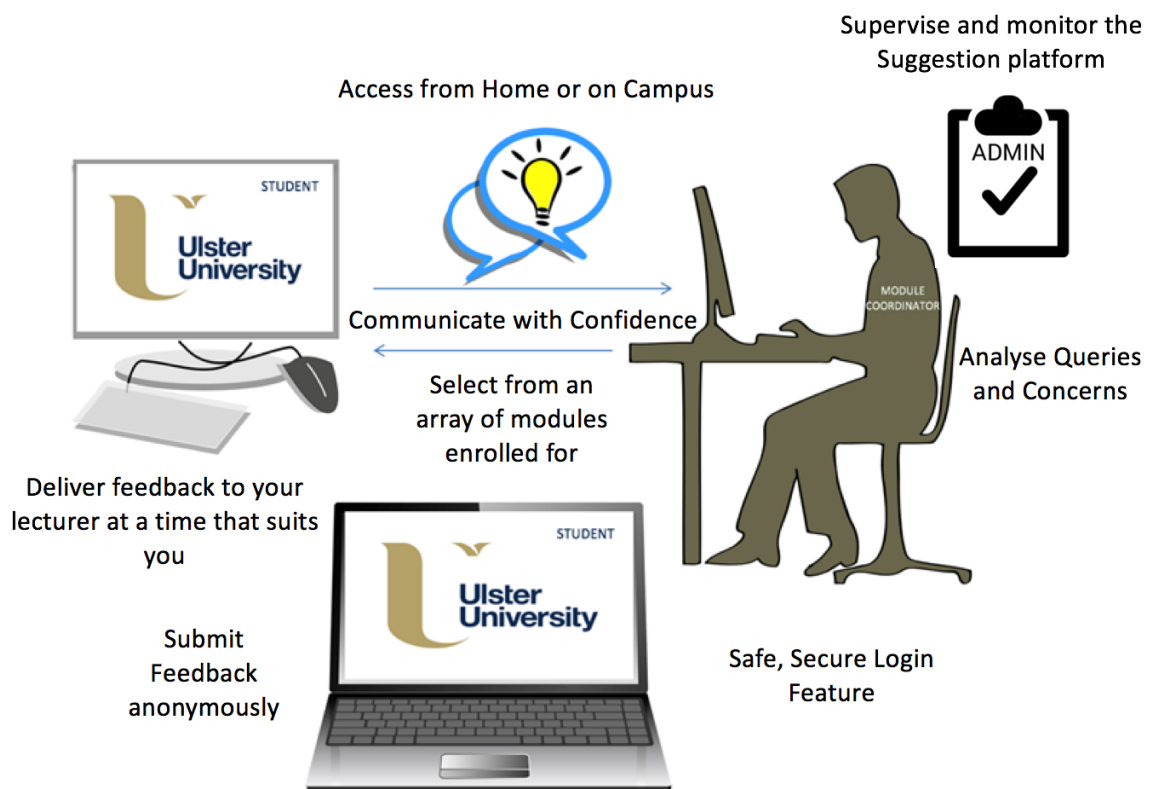 Supervise and monitor the
Suggestion platform
Access from Home or on Campus
ADMIN
STUDENT
Ulster
University
MODULE
COORDINATOR
Communicate with Confidence
Analyse Queries
and Concerns
Select from an
array of modules
enrolled for
Deliver feedback to your
lecturer at a time that suits
you
STUDENT
Ulster
University
Submit
Feedback
anonymously
Safe, Secure Login
Feature